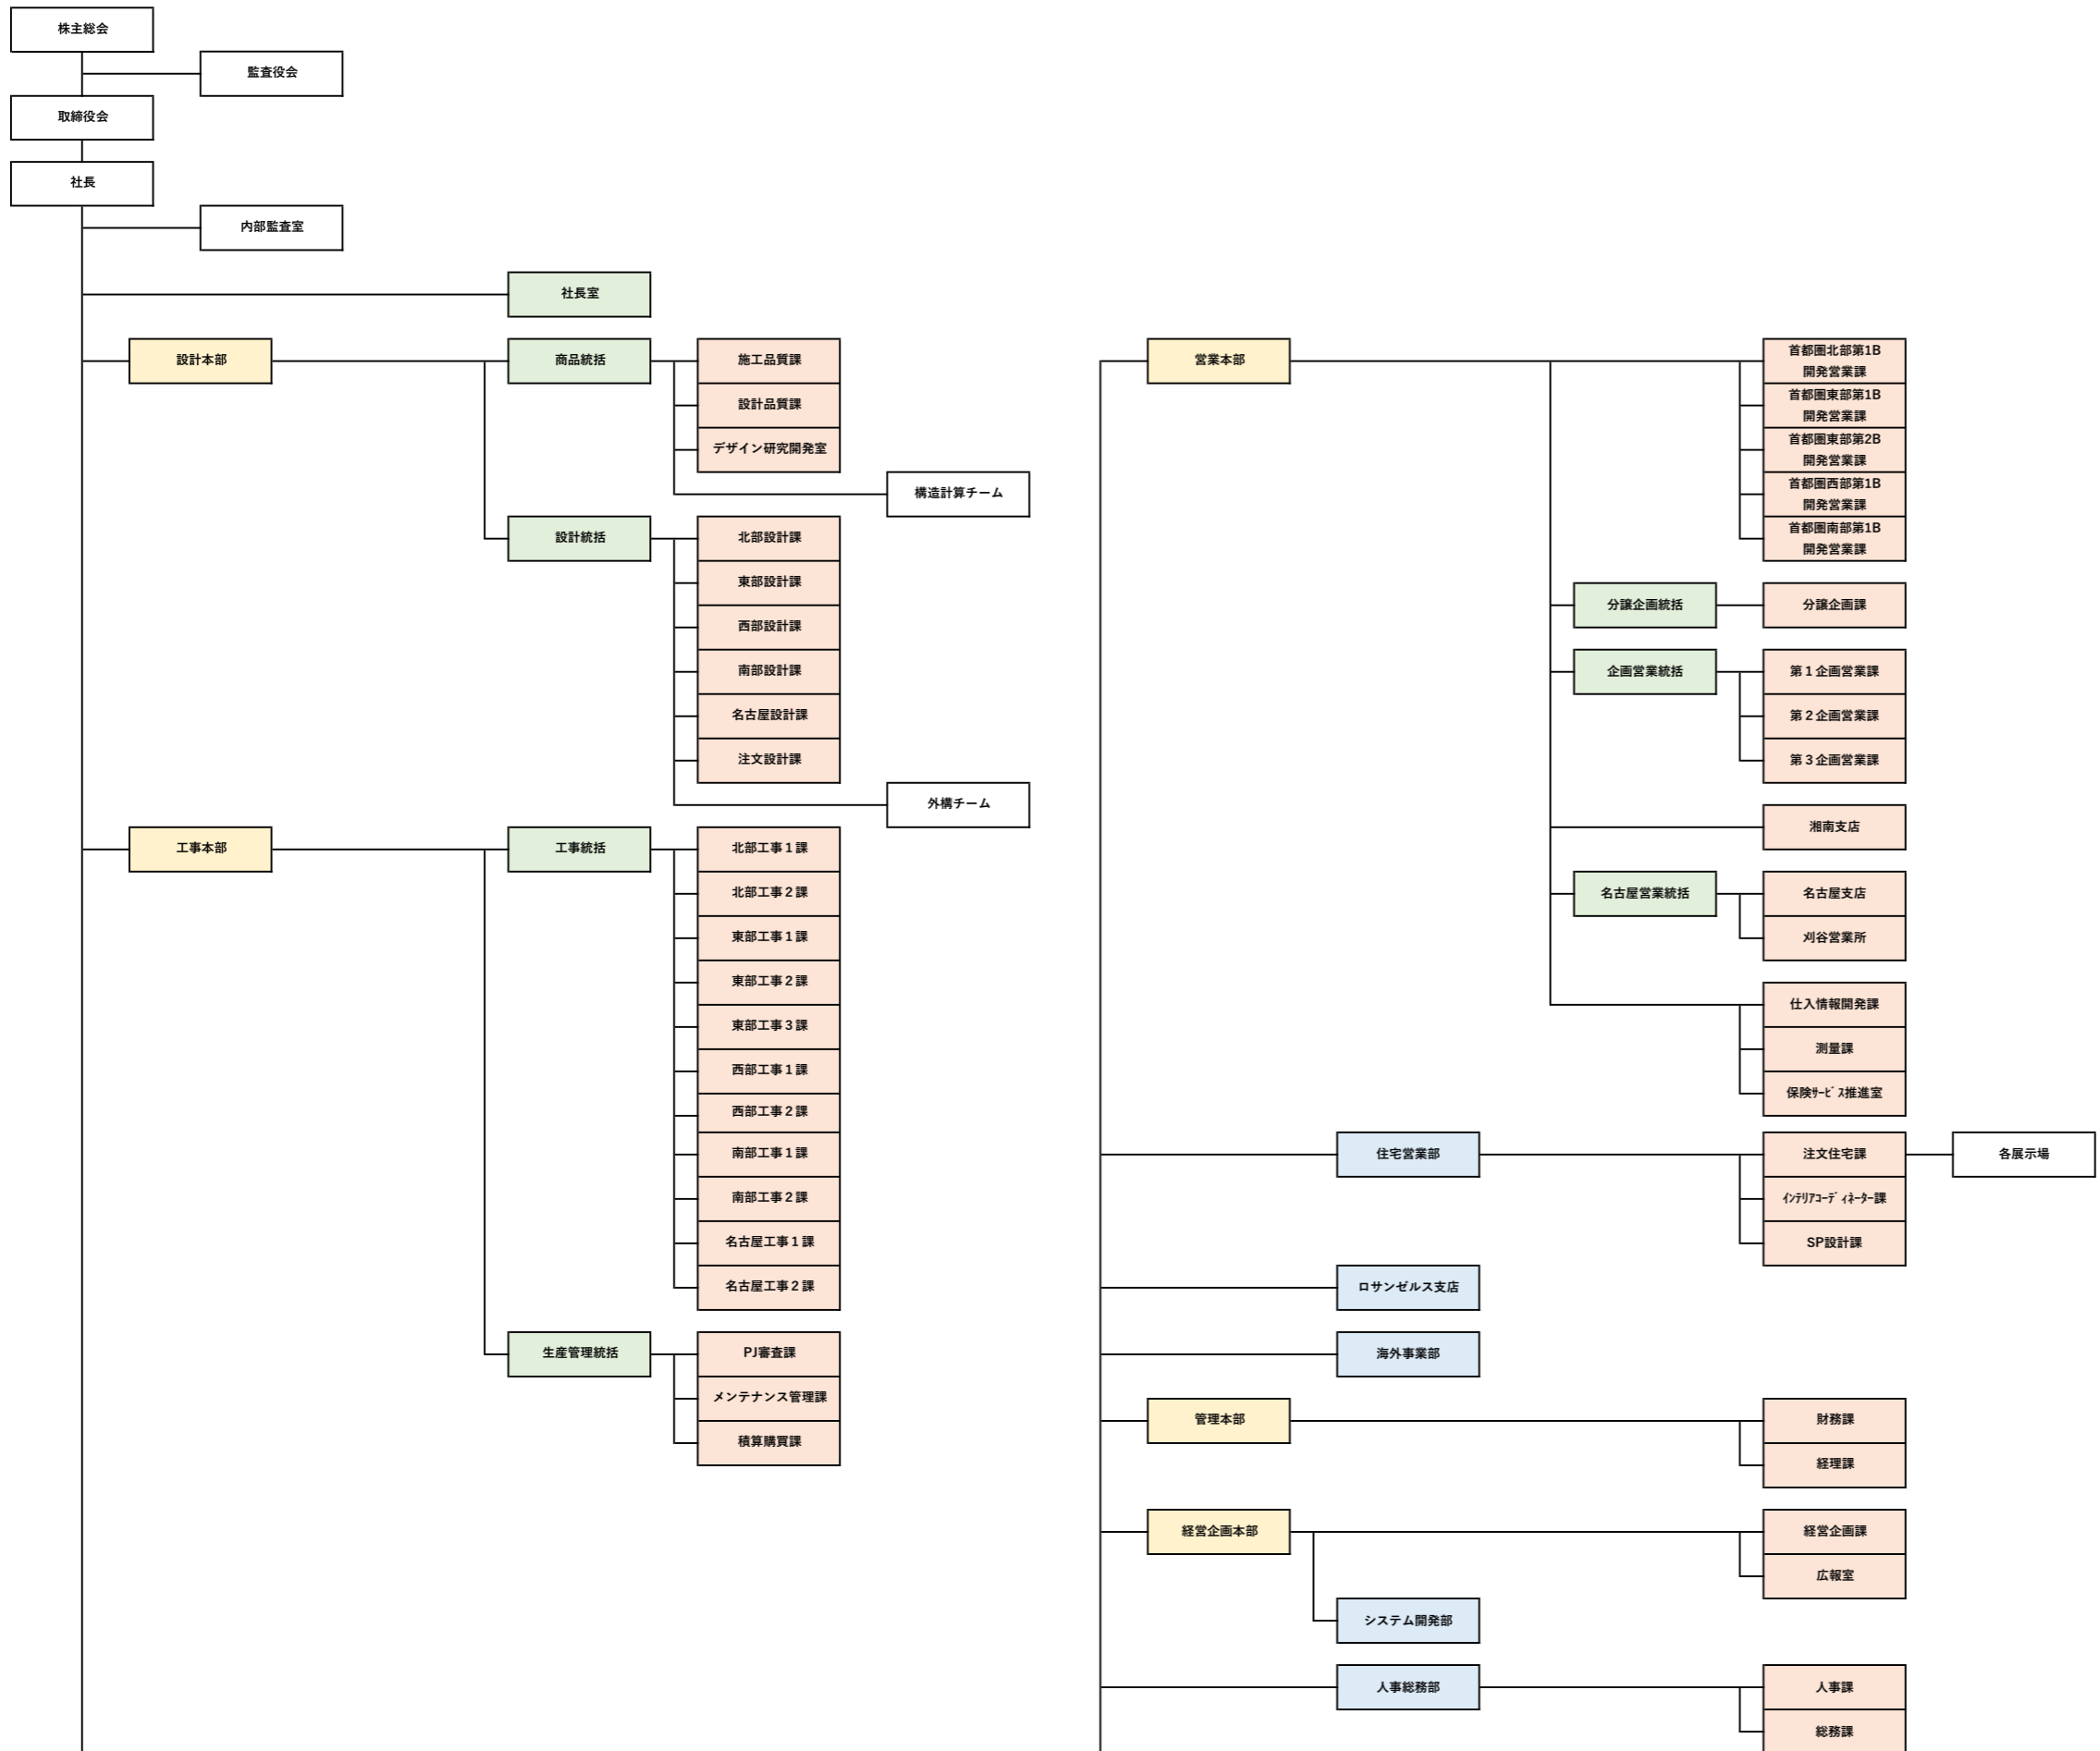 株主総会
監査役会
取締役会
社長
内部監査室
社長室
設計本部
商品統括
施工品質課
設計品質課
デザイン研究開発室
構造計算チーム
設計統括
北部設計課
東部設計課
西部設計課
南部設計課
名古屋設計課
注文設計課
外構チーム
工事本部
工事統括
北部工事1課
北部工事2課
東部工事1課
東部工事2課
東部工事3課
西部工事1課
西部工事2課
南部工事1課
南部工事2課
名古屋工事1課
名古屋工事2課
生産管理統括
PJ審査課
メンテナンス管理課
積算購買課
営業本部
首都圏北部第1B
開発営業課
首都圏東部第1B
開発営業課
首都圏東部第2B
開発営業課
首都圏西部第1B
開発営業課
首都圏南部第1B
開発営業課
分譲企画統括
分譲企画課
企画営業統括
第1企画営業課
第2企画営業課
第3企画営業課
湘南支店
名古屋営業統括
名古屋支店
刈谷営業所
仕入情報開発課
測量課
保険ｻｰﾋﾞｽ推進室
住宅営業部
注文住宅課
各展示場
ｲﾝﾃﾘｱｺｰﾃﾞｨﾈｰﾀｰ課
SP設計課
ロサンゼルス支店
海外事業部
管理本部
財務課
経理課
経営企画本部
経営企画課
広報室
システム開発部
人事総務部
人事課
総務課